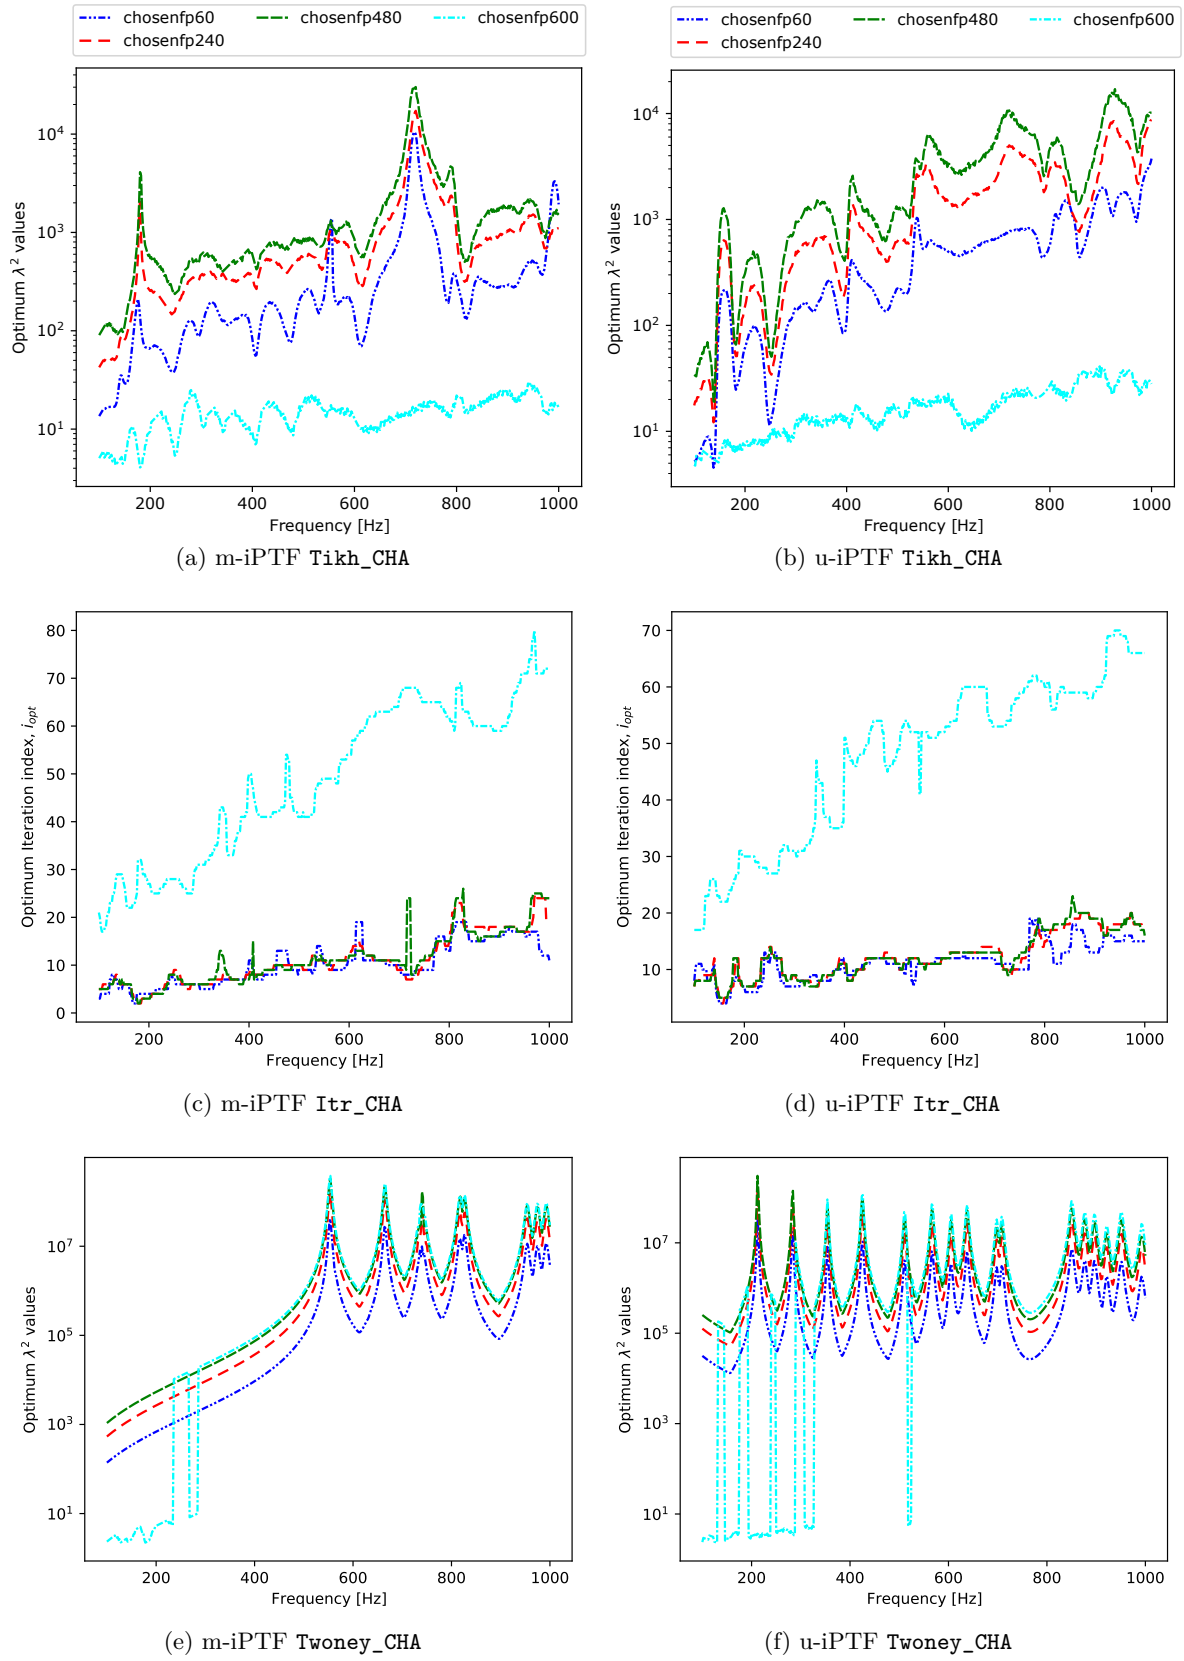 chosenfp60 chosenfp480 chosenfp600
chosenfp240
chosenfp60 chosenfp480 chosenfp600
chosenfp240
Optimum λ² values
10⁴
10³
10²
10¹
200 400 600 800 1000
Frequency [Hz]
(a) m-iPTF Tikh_CHA
Optimum λ² values
10⁴
10³
10²
10¹
200 400 600 800 1000
Frequency [Hz]
(b) u-iPTF Tikh_CHA
Optimum Iteration index, i_opt
80
70
60
50
40
30
20
10
0
200 400 600 800 1000
Frequency [Hz]
(c) m-iPTF Itr_CHA
Optimum Iteration index, i_opt
70
60
50
40
30
20
10
200 400 600 800 1000
Frequency [Hz]
(d) u-iPTF Itr_CHA
Optimum λ² values
10⁷
10⁵
10³
10¹
200 400 600 800 1000
Frequency [Hz]
(e) m-iPTF Twoney_CHA
Optimum λ² values
10⁷
10⁵
10³
10¹
200 400 600 800 1000
Frequency [Hz]
(f) u-iPTF Twoney_CHA